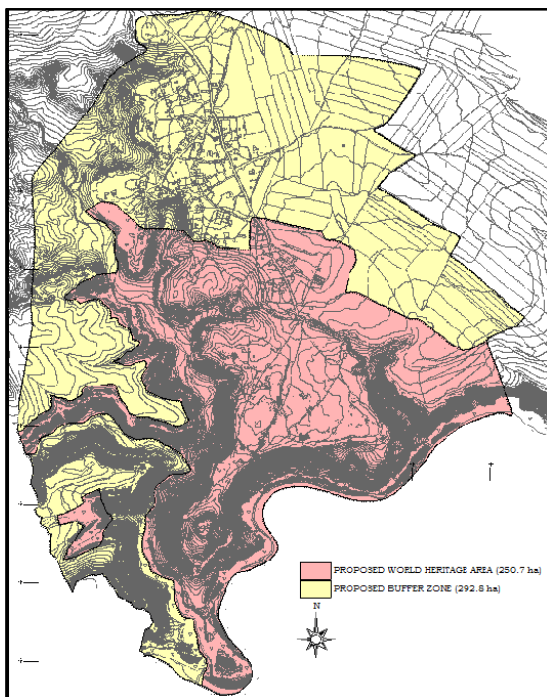 PROPOSED WORLD HERITAGE AREA (250.7 ha)
PROPOSED BUFFER ZONE (292.8 ha)
N